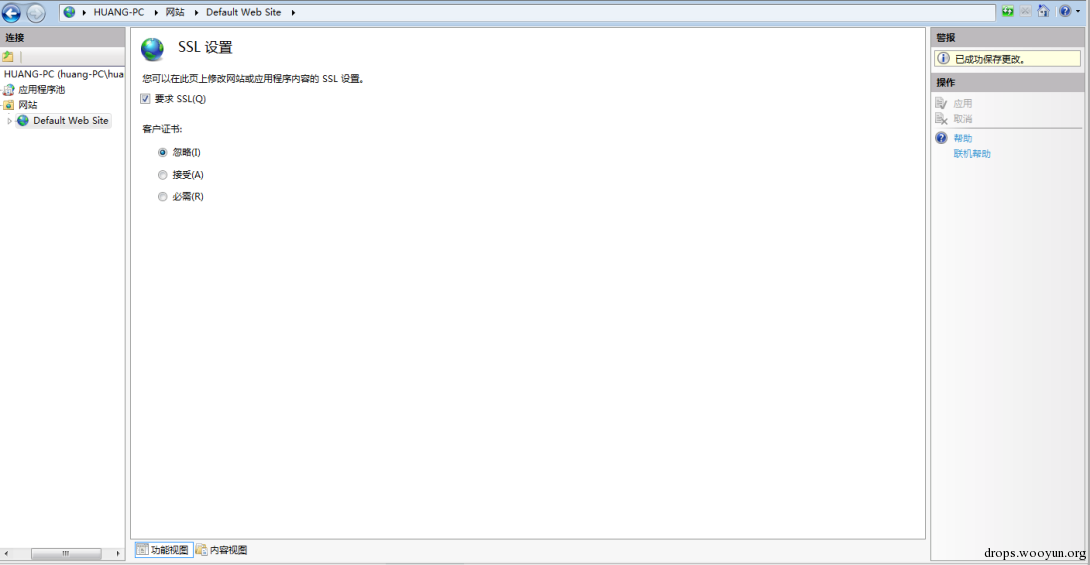 HUANG-PC 网站 Default Web Site
连接
HUANG-PC (huang-PC\hua
应用程序池
网站
Default Web Site
SSL 设置
您可以在此页上修改网站或应用程序内容的 SSL 设置。
要求 SSL(Q)
客户证书:
忽略(I)
接受(A)
必需(R)
功能视图 内容视图
警报
已成功保存更改。
操作
应用
取消
帮助
联机帮助
drops.wooyun.org